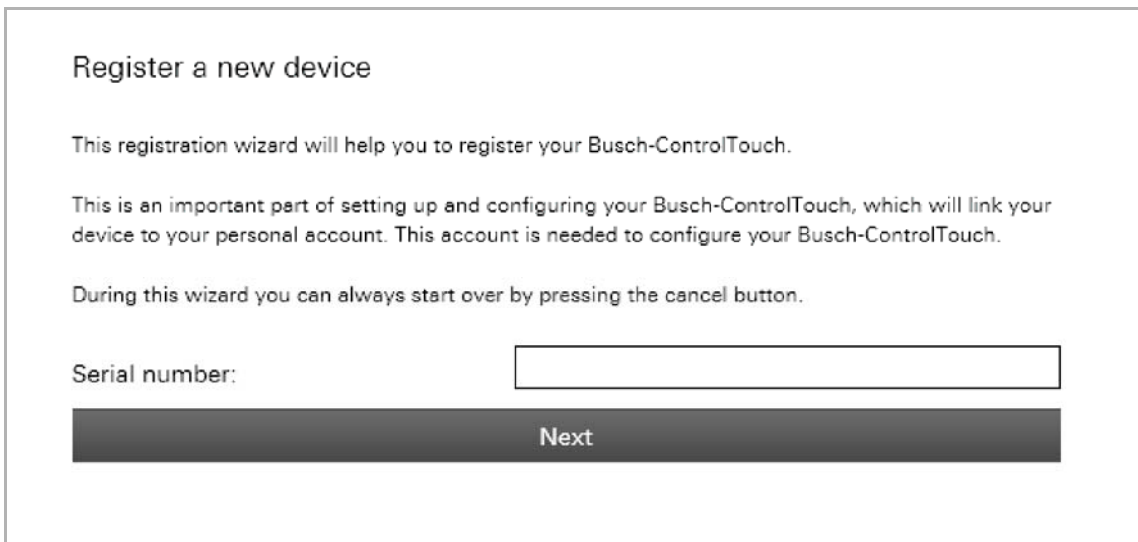 Register a new device
This registration wizard will help you to register your Busch-ControlTouch.
This is an important part of setting up and configuring your Busch-ControlTouch, which will link your
device to your personal account. This account is needed to configure your Busch-ControlTouch.
During this wizard you can always start over by pressing the cancel button.
Serial number:
Next